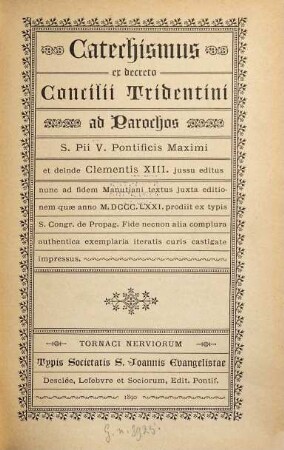 Catechismus
ex decreto
Concilii Tridentini
ad Parochos
S. Pii V. Pontificis Maximi
et deinde Clementis XIII. jussu editus
nunc ad fidem Manutiani textus juxta editio-
nem quæ anno M.DCCC.LXXI. prodiit ex typis
S. Congr. de Propag. Fide necnon alia complura
authentica exemplaria iteratis curis castigate
impressus.
TORNACI NERVIORUM
Typis Societatis S. Joannis Evangelistae
Desclée, Lefebvre et Sociorum, Edit. Pontif.
1890